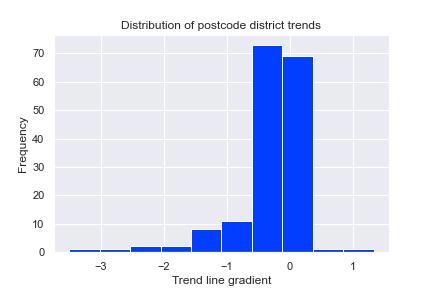 Distribution of postcode district trends
Frequency
70
60
50
40
30
20
10
0
−3 −2 −1 0 1
Trend line gradient